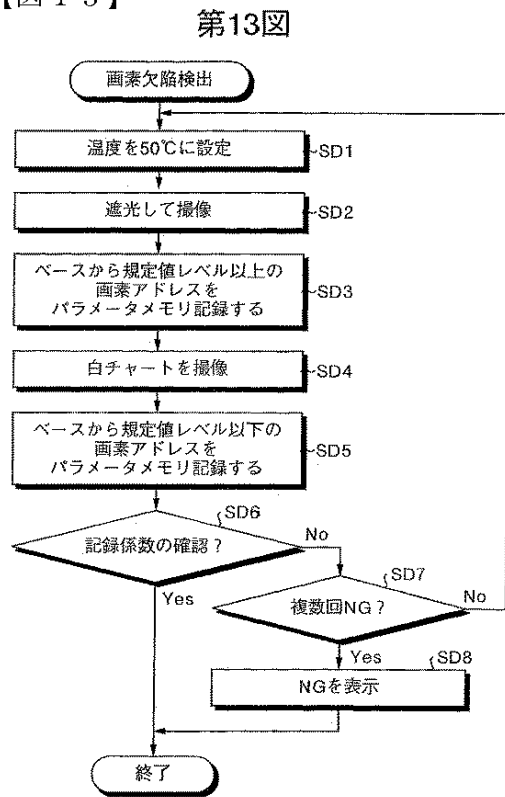 【図１３】
第13図
画素欠陥検出
温度を50℃に設定
SD1
遮光して撮像
SD2
ベースから規定値レベル以上の
画素アドレスを
パラメータメモリ記録する
SD3
白チャートを撮像
SD4
ベースから規定値レベル以下の
画素アドレスを
パラメータメモリ記録する
SD5
SD6
記録係数の確認？
No
Yes
SD7
複数回NG？
No
Yes
SD8
NGを表示
終了